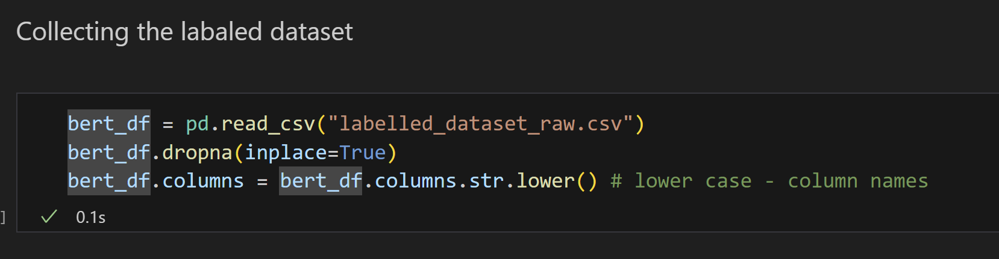 Collecting the labaled dataset
bert_df = pd.read_csv("labelled_dataset_raw.csv")
bert_df.dropna(inplace=True)
bert_df.columns = bert_df.columns.str.lower() # lower case - column names
]
0.1s